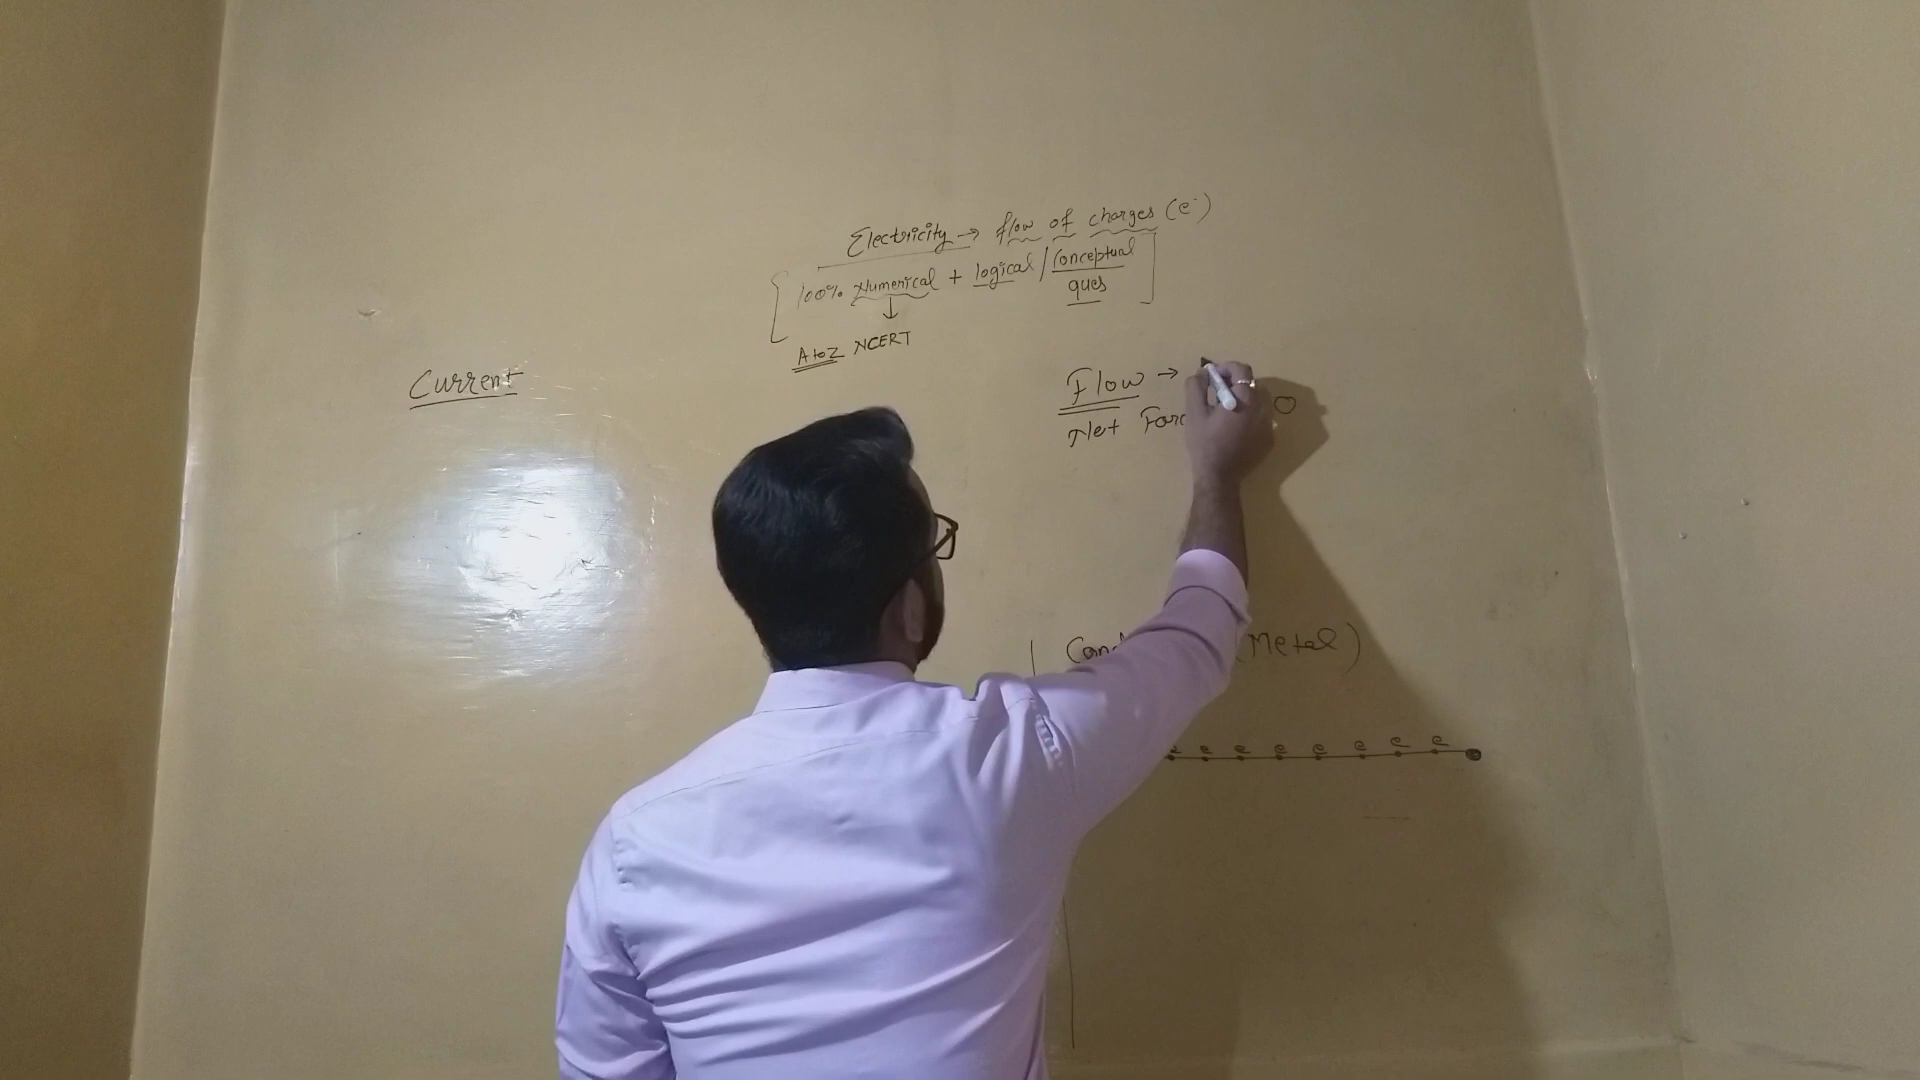 Electricity → flow of charges (e⁻)
100% Numerical + logical / Conceptual
ques
↓
A to Z NCERT
Current
Flow →
Net
(Metal)
e e e e e e e e